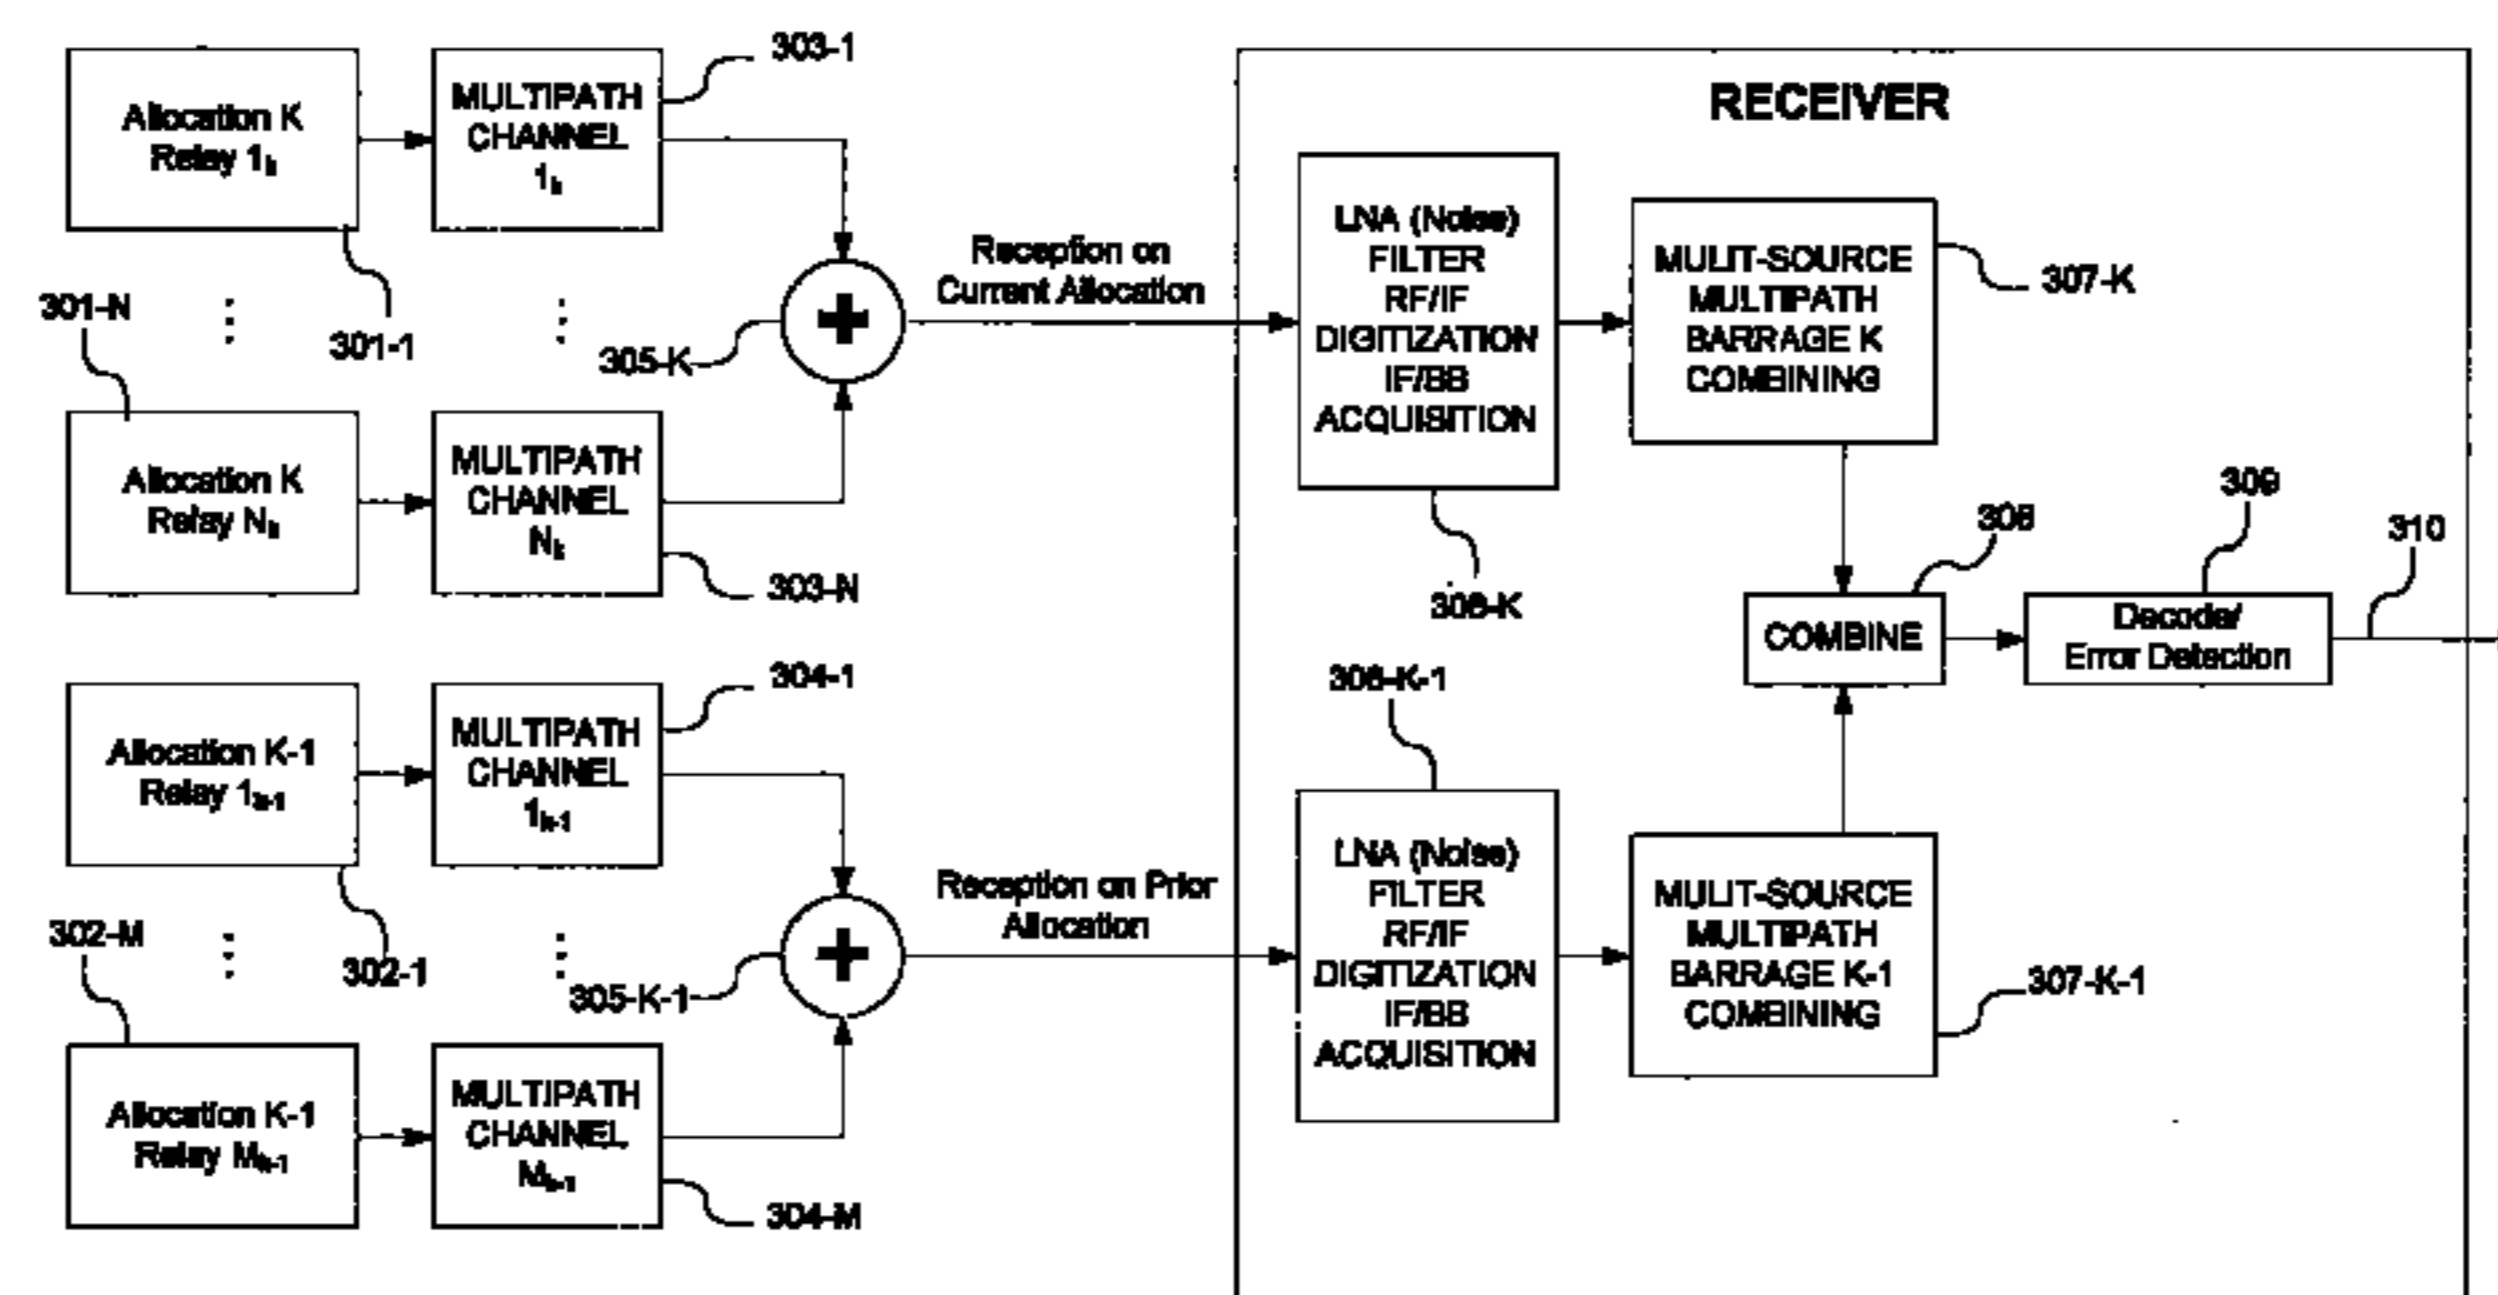 303-1
Allocation K
Relay 1k
MULTIPATH
CHANNEL
1k
RECEIVER
301-N
301-1
305-K
Reception on
Current Allocation
LNA (Noise)
FILTER
RF/IF
DIGITIZATION
IF/BB
ACQUISITION
MULIT-SOURCE
MULTIPATH
BARRAGE K
COMBINING
307-K
Allocation K
Relay Nk
MULTIPATH
CHANNEL
Nk
303-N
306-K
308
309
310
COMBINE
Decoder/
Error Detection
304-1
306-K-1
Allocation K-1
Relay 1k-1
MULTIPATH
CHANNEL
1k-1
302-M
302-1
305-K-1
Reception on Prior
Allocation
LNA (Noise)
FILTER
RF/IF
DIGITIZATION
IF/BB
ACQUISITION
MULIT-SOURCE
MULTIPATH
BARRAGE K-1
COMBINING
307-K-1
Allocation K-1
Relay Mk-1
MULTIPATH
CHANNEL
Mk-1
304-M